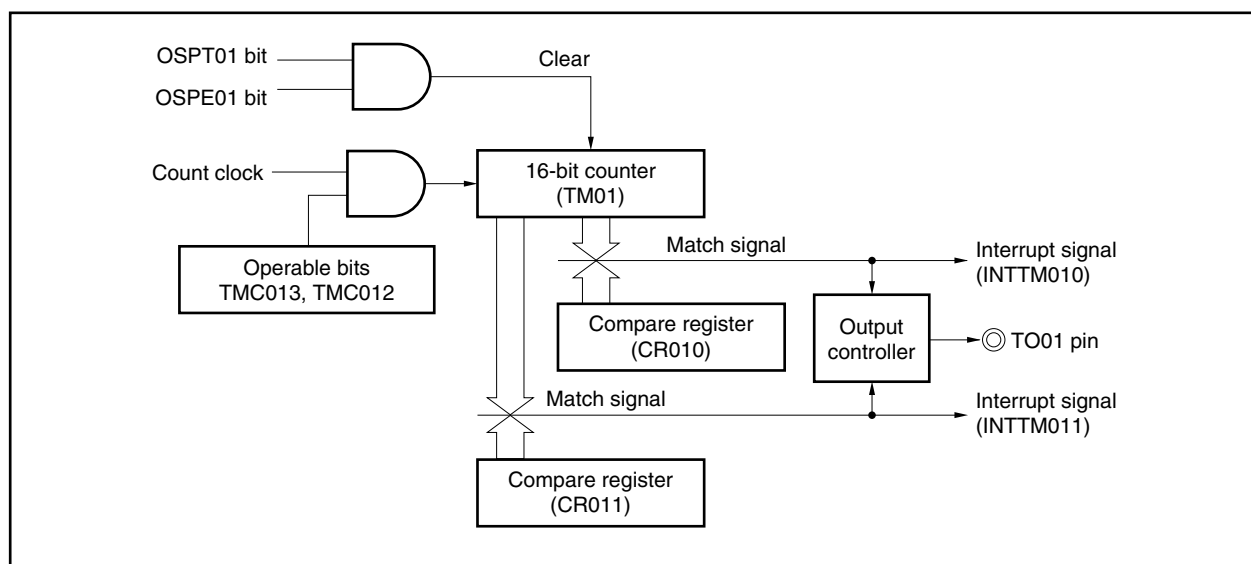 OSPT01 bit
OSPE01 bit
Clear
Count clock
16-bit counter
(TM01)
Operable bits
TMC013, TMC012
Match signal
Interrupt signal
(INTTM010)
Compare register
(CR010)
Output
controller
TO01 pin
Match signal
Interrupt signal
(INTTM011)
Compare register
(CR011)